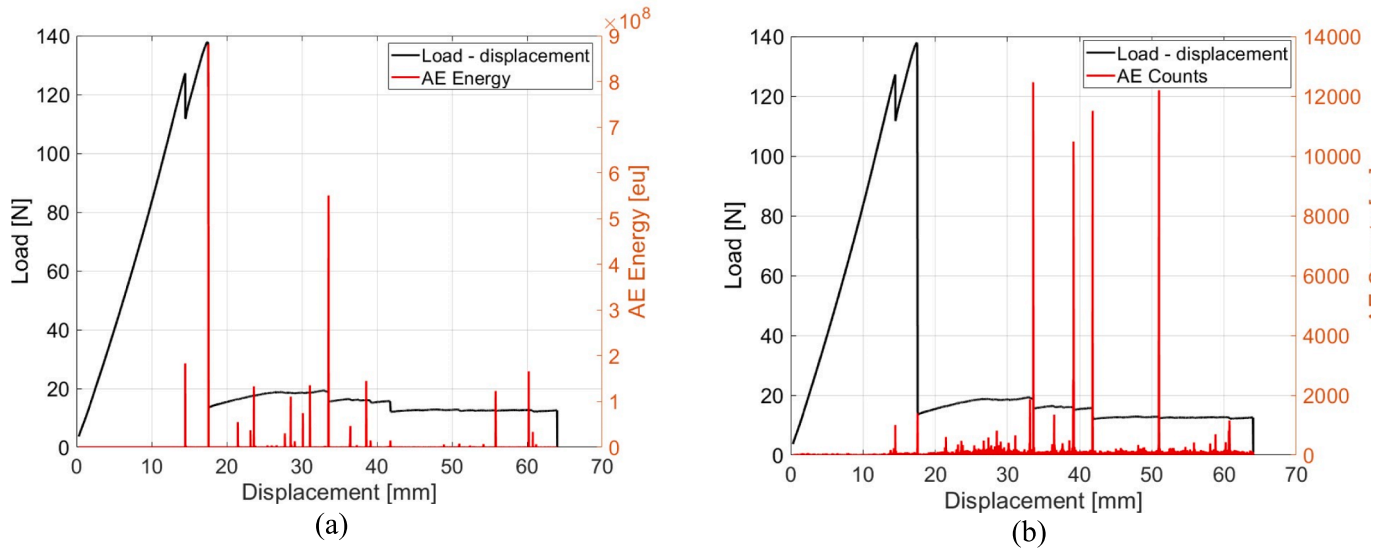 ×10⁸
140
120
100
80
60
40
20
0
Load [N]
Load - displacement
AE Energy
9
8
7
6
5
4
3
2
1
0
AE Energy [eu]
0 10 20 30 40 50 60 70
Displacement [mm]
(a)
140
120
100
80
60
40
20
0
Load [N]
Load - displacement
AE Counts
14000
12000
10000
8000
6000
4000
2000
0
0 10 20 30 40 50 60 70
Displacement [mm]
(b)